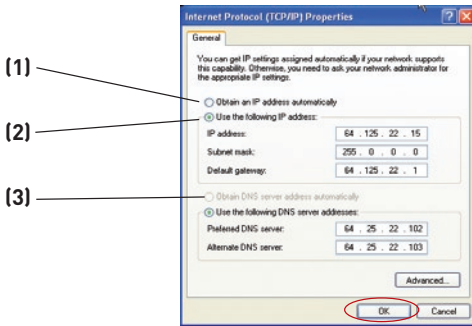 Internet Protocol (TCP/IP) Properties
General
You can get IP settings assigned automatically if your network supports
this capability. Otherwise, you need to ask your network administrator for
the appropriate IP settings.
(1)
Obtain an IP address automatically
(2)
Use the following IP address:
IP address: 64 . 125 . 22 . 15
Subnet mask: 255 . 0 . 0 . 0
Default gateway: 64 . 125 . 22 . 1
(3)
Obtain DNS server address automatically
Use the following DNS server addresses:
Preferred DNS server: 64 . 25 . 22 . 102
Alternate DNS server: 64 . 25 . 22 . 103
Advanced...
OK Cancel